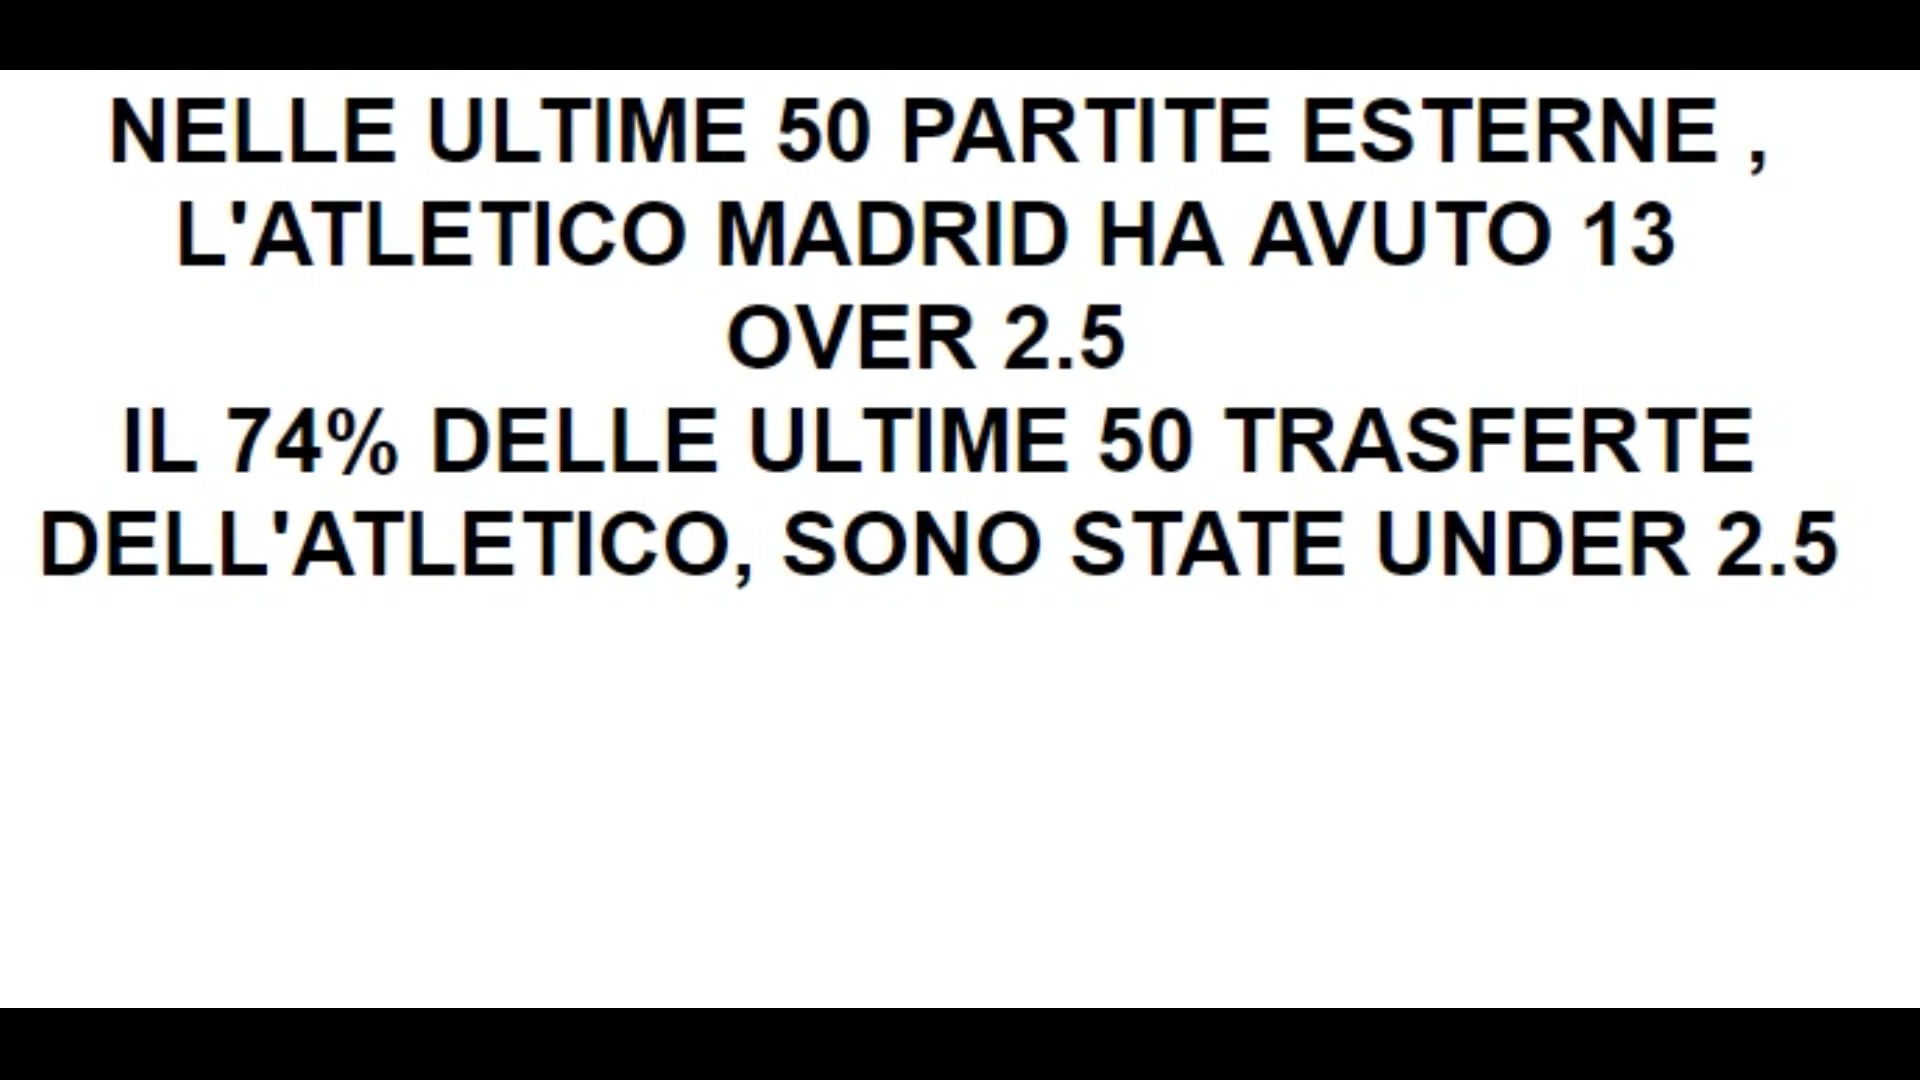 NELLE ULTIME 50 PARTITE ESTERNE ,
L'ATLETICO MADRID HA AVUTO 13
OVER 2.5
IL 74% DELLE ULTIME 50 TRASFERTE
DELL'ATLETICO, SONO STATE UNDER 2.5